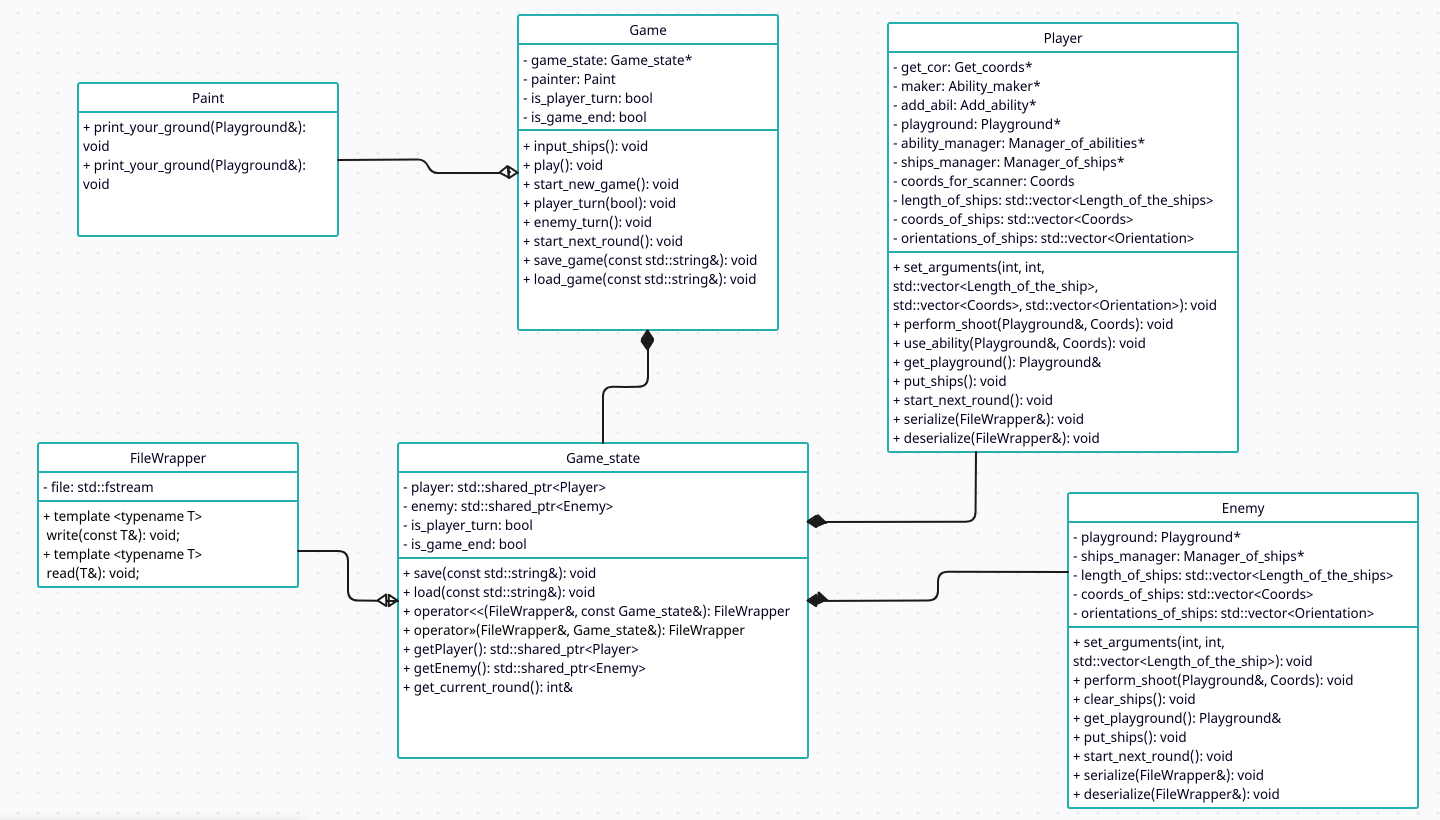 Paint
+ print_your_ground(Playground&):
void
+ print_your_ground(Playground&):
void
Game
- game_state: Game_state*
- painter: Paint
- is_player_turn: bool
- is_game_end: bool
+ input_ships(): void
+ play(): void
+ start_new_game(): void
+ player_turn(bool): void
+ enemy_turn(): void
+ start_next_round(): void
+ save_game(const std::string&): void
+ load_game(const std::string&): void
Player
- get_cor: Get_coords*
- maker: Ability_maker*
- add_abil: Add_ability*
- playground: Playground*
- ability_manager: Manager_of_abilities*
- ships_manager: Manager_of_ships*
- coords_for_scanner: Coords
- length_of_ships: std::vector<Length_of_the_ships>
- coords_of_ships: std::vector<Coords>
- orientations_of_ships: std::vector<Orientation>
+ set_arguments(int, int,
std::vector<Length_of_the_ship>,
std::vector<Coords>, std::vector<Orientation>): void
+ perform_shoot(Playground&, Coords): void
+ use_ability(Playground&, Coords): void
+ get_playground(): Playground&
+ put_ships(): void
+ start_next_round(): void
+ serialize(FileWrapper&): void
+ deserialize(FileWrapper&): void
FileWrapper
- file: std::fstream
+ template <typename T>
write(const T&): void;
+ template <typename T>
read(T&): void;
Game_state
- player: std::shared_ptr<Player>
- enemy: std::shared_ptr<Enemy>
- is_player_turn: bool
- is_game_end: bool
+ save(const std::string&): void
+ load(const std::string&): void
+ operator<<(FileWrapper&, const Game_state&): FileWrapper
+ operator»(FileWrapper&, Game_state&): FileWrapper
+ getPlayer(): std::shared_ptr<Player>
+ getEnemy(): std::shared_ptr<Enemy>
+ get_current_round(): int&
Enemy
- playground: Playground*
- ships_manager: Manager_of_ships*
- length_of_ships: std::vector<Length_of_the_ships>
- coords_of_ships: std::vector<Coords>
- orientations_of_ships: std::vector<Orientation>
+ set_arguments(int, int,
std::vector<Length_of_the_ship>): void
+ perform_shoot(Playground&, Coords): void
+ clear_ships(): void
+ get_playground(): Playground&
+ put_ships(): void
+ start_next_round(): void
+ serialize(FileWrapper&): void
+ deserialize(FileWrapper&): void